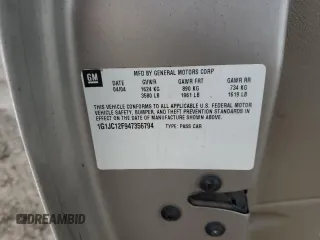 GM
MFD BY GENERAL MOTORS CORP
DATE GVWR GAWR FRT GAWR RR
04/04 1624 KG 890 KG 734 KG
3580 LB 1961 LB 1619 LB
THIS VEHICLE CONFORMS TO ALL APPLICABLE U.S. FEDERAL MOTOR
VEHICLE SAFETY, BUMPER, AND THEFT PREVENTION STANDARDS
IN EFFECT ON THE DATE OF MANUFACTURE SHOWN ABOVE.
1G1JC12F947356794 TYPE: PASS CAR
EPICBID